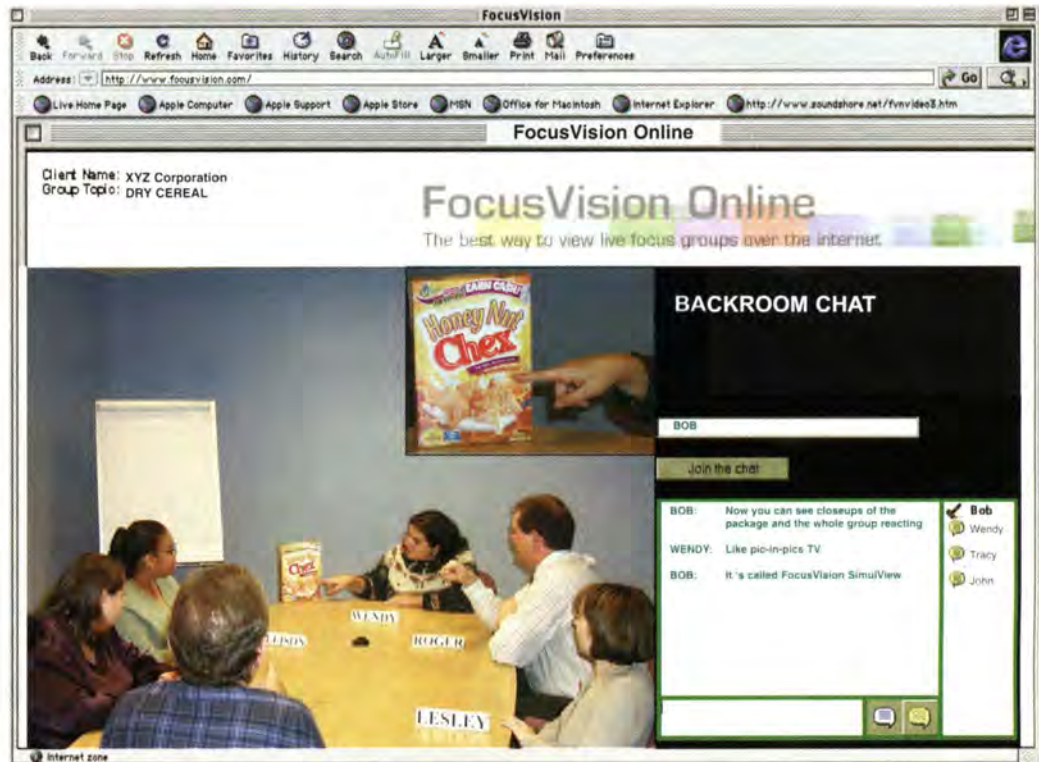 FocusVision
Back Forward Stop Refresh Home Favorites History Search AutoFill Larger Smaller Print Mail Preferences
Address: http://www.focusvision.com/ Go
Live Home Page Apple Computer Apple Support Apple Store MSN Office for Macintosh Internet Explorer http://www.soundshore.net/fvnvideo3.htm
FocusVision Online
Client Name: XYZ Corporation
Group Topic: DRY CEREAL
FocusVision Online
The best way to view live focus groups over the internet
EARN CASH!
Honey Nut
Chex
BACKROOM CHAT
BOB
Join the chat
BOB: Now you can see closeups of the
package and the whole group reacting
WENDY: Like pic-in-pics TV
BOB: It 's called FocusVision SimulView
Bob
Wendy
Tracy
John
Chex
WENDY
ROGER
LESLEY
Internet zone